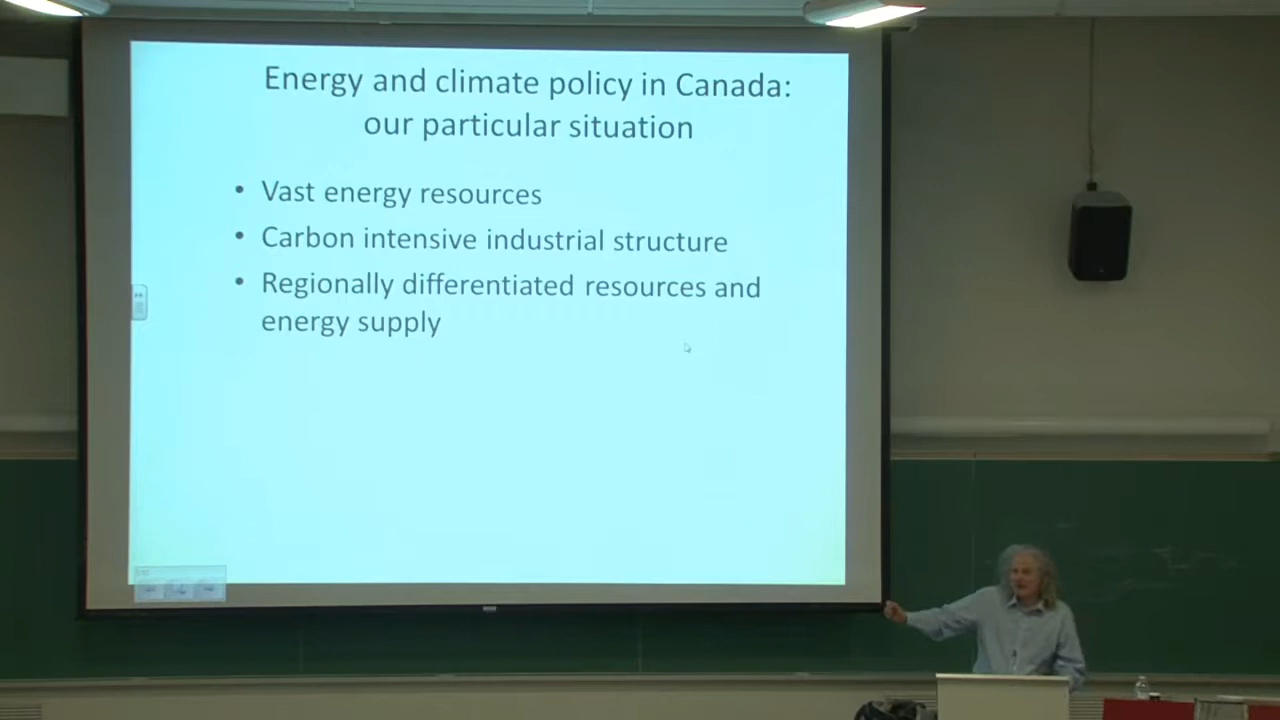 Energy and climate policy in Canada:
our particular situation
• Vast energy resources
• Carbon intensive industrial structure
• Regionally differentiated resources and
energy supply